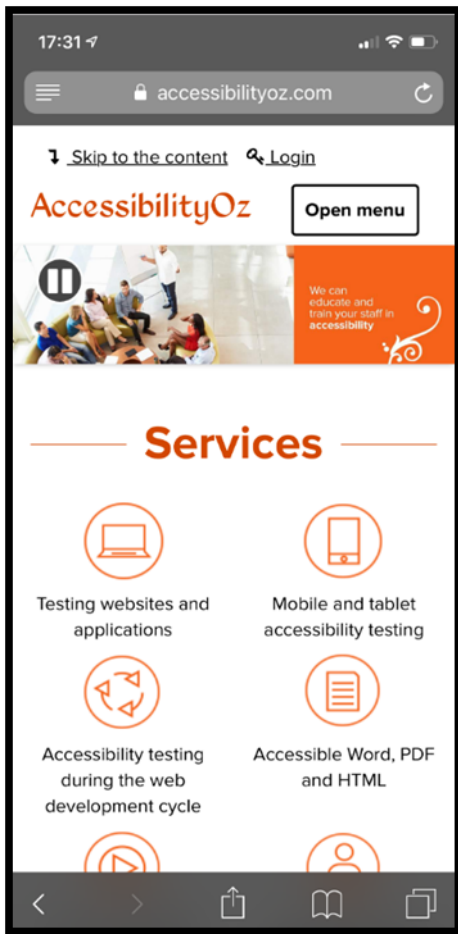 17:31
accessibilityoz.com
Skip to the content Login
AccessibilityOz
Open menu
We can
educate and
train your staff in
accessibility
Services
Testing websites and
applications
Mobile and tablet
accessibility testing
Accessibility testing
during the web
development cycle
Accessible Word, PDF
and HTML